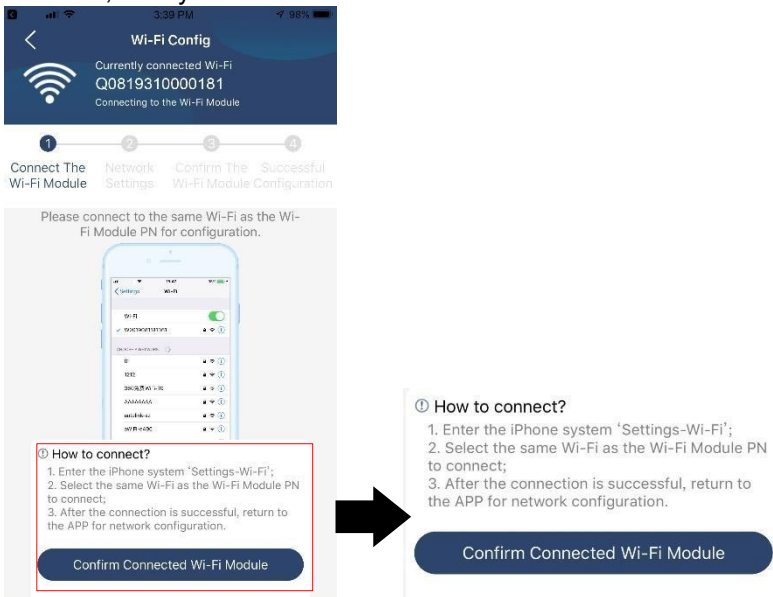 3:39 PM
98%
Wi-Fi Config
Currently connected Wi-Fi
Q0819310000181
Connecting to the Wi-Fi Module
1 2 3 4
Connect The Network Confirm The Successful
Wi-Fi Module Settings Wi-Fi Module Configuration
Please connect to the same Wi-Fi as the Wi-
Fi Module PN for configuration.
Settings Wi-Fi
Wi-Fi
How to connect?
1. Enter the iPhone system ‘Settings-Wi-Fi’;
2. Select the same Wi-Fi as the Wi-Fi Module PN
to connect;
3. After the connection is successful, return to
the APP for network configuration.
Confirm Connected Wi-Fi Module
How to connect?
1. Enter the iPhone system ‘Settings-Wi-Fi’;
2. Select the same Wi-Fi as the Wi-Fi Module PN
to connect;
3. After the connection is successful, return to
the APP for network configuration.
Confirm Connected Wi-Fi Module